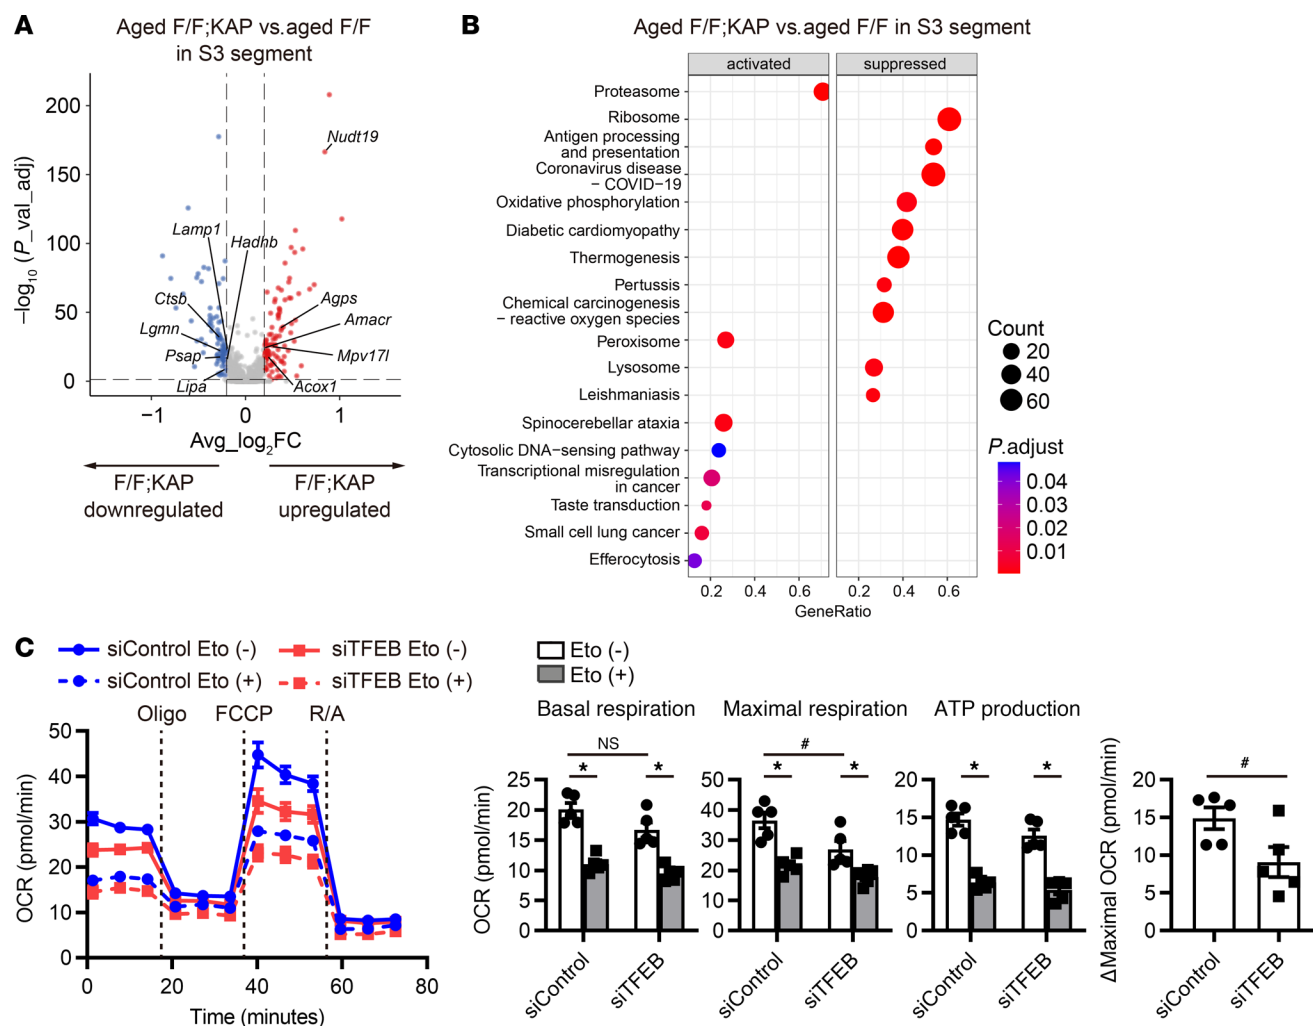 A
Aged F/F;KAP vs.aged F/F
in S3 segment
–log10 (P_val_adj)
200
150
100
50
0
Nudt19
Lamp1
Hadhb
Ctsb
Agps
Lgmn
Amacr
Psap
Mpv17l
Lipa
Acox1
−1
0
1
Avg_log2FC
F/F;KAP
downregulated
F/F;KAP
upregulated
B
Aged F/F;KAP vs.aged F/F in S3 segment
activated
suppressed
Proteasome
Ribosome
Antigen processing
and presentation
Coronavirus disease
− COVID−19
Oxidative phosphorylation
Diabetic cardiomyopathy
Thermogenesis
Pertussis
Chemical carcinogenesis
− reactive oxygen species
Peroxisome
Lysosome
Leishmaniasis
Spinocerebellar ataxia
Cytosolic DNA−sensing pathway
Transcriptional misregulation
in cancer
Taste transduction
Small cell lung cancer
Efferocytosis
0.2 0.4 0.6
0.2 0.4 0.6
GeneRatio
Count
20
40
60
P.adjust
0.04
0.03
0.02
0.01
C
siControl Eto (-)
siTFEB Eto (-)
siControl Eto (+)
siTFEB Eto (+)
Oligo
FCCP
R/A
OCR (pmol/min)
50
40
30
20
10
0
0 20 40 60 80
Time (minutes)
Eto (-)
Eto (+)
Basal respiration
NS
* *
OCR (pmol/min)
25
20
15
10
5
0
siControl
siTFEB
Maximal respiration
#
* *
50
40
30
20
10
0
siControl
siTFEB
ATP production
* *
20
15
10
5
0
siControl
siTFEB
#
ΔMaximal OCR (pmol/min)
20
15
10
5
0
siControl
siTFEB